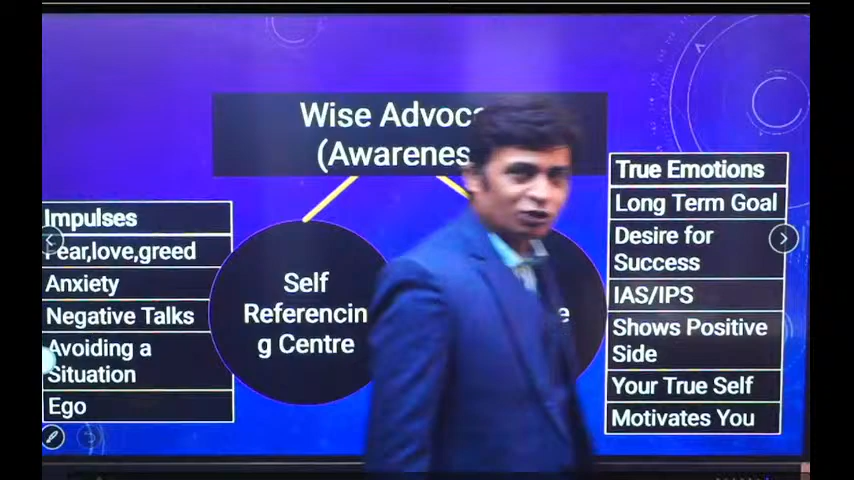 Wise Advoc
(Awarenes
Impulses
Fear,love,greed
Anxiety
Negative Talks
Avoiding a
Situation
Ego
Self
Referencin
g Centre
e
True Emotions
Long Term Goal
Desire for
Success
IAS/IPS
Shows Positive
Side
Your True Self
Motivates You